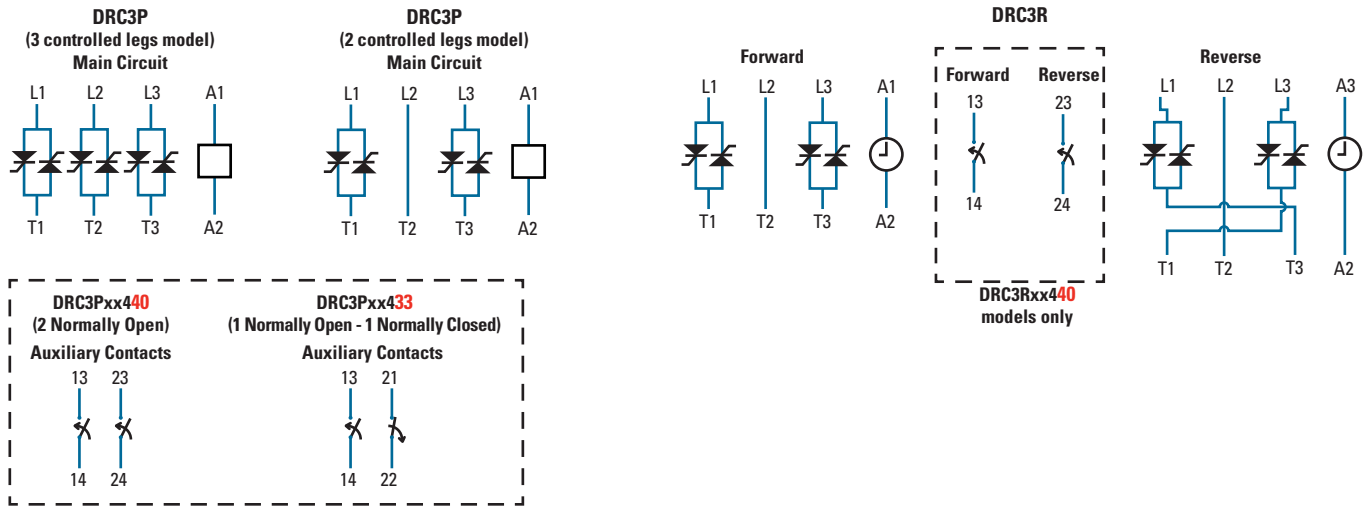 DRC3P
(3 controlled legs model)
Main Circuit
L1 L2 L3 A1
T1 T2 T3 A2
DRC3P
(2 controlled legs model)
Main Circuit
L1 L2 L3 A1
T1 T2 T3 A2
DRC3Pxx440
(2 Normally Open)
Auxiliary Contacts
13 23
14 24
DRC3Pxx433
(1 Normally Open - 1 Normally Closed)
Auxiliary Contacts
13 21
14 22
DRC3R
Forward
L1 L2 L3 A1
T1 T2 T3 A2
Forward Reverse
13 23
14 24
DRC3Rxx440
models only
Reverse
L1 L2 L3 A3
T1 T2 T3 A2